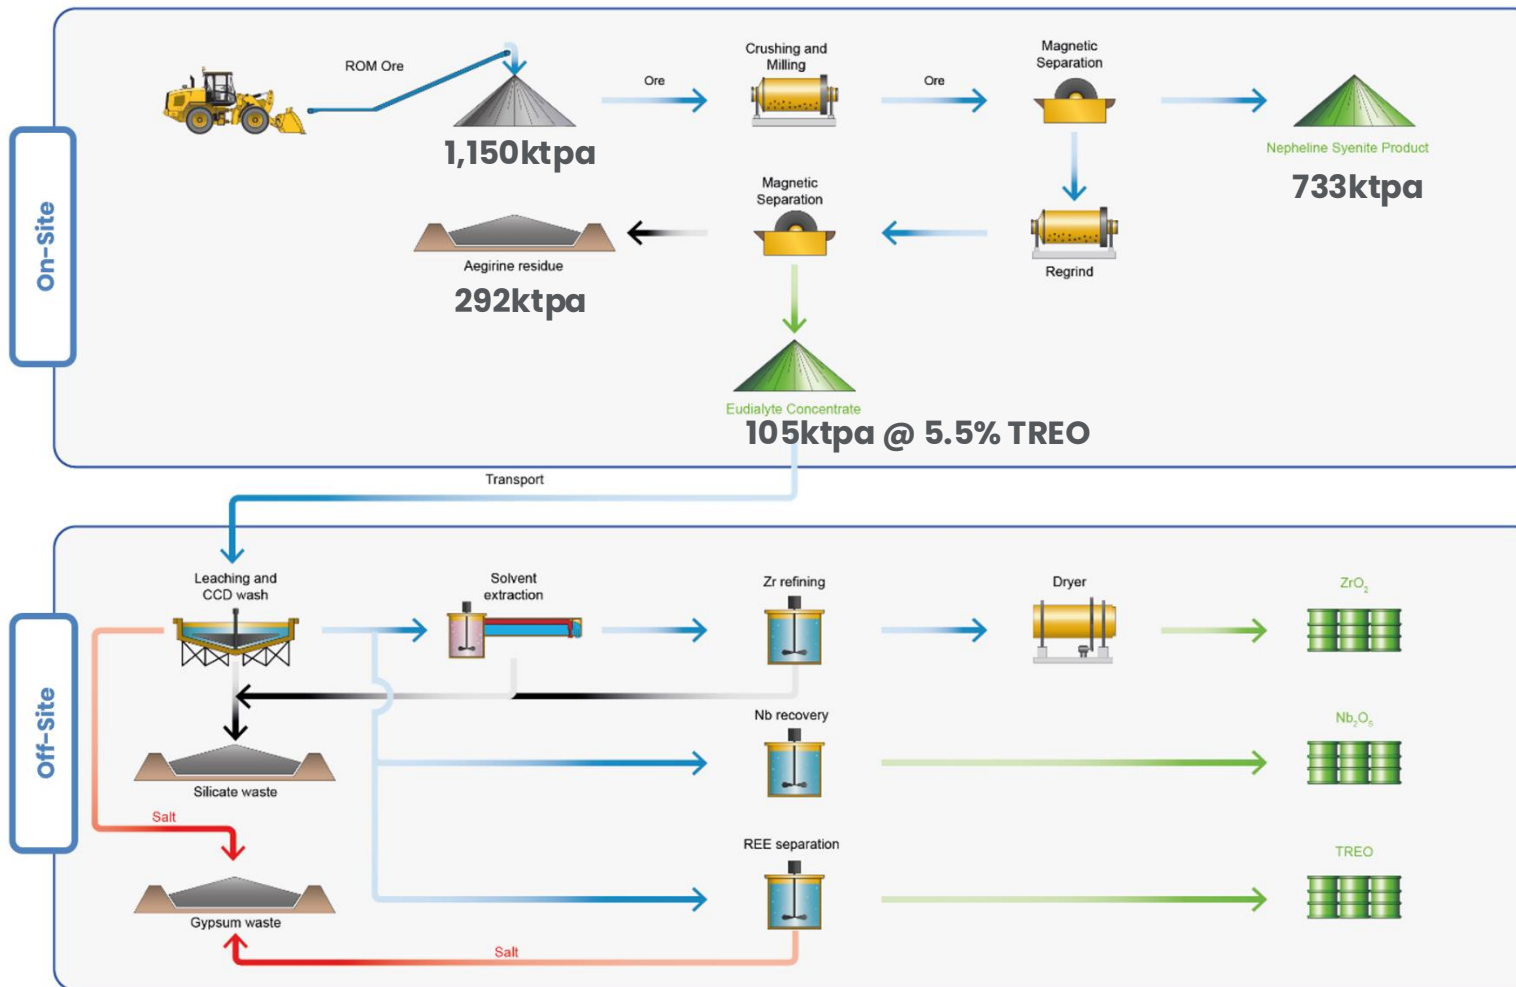 On-Site
ROM Ore
1,150ktpa
Ore
Crushing and
Milling
Ore
Magnetic
Separation
Nepheline Syenite Product
733ktpa
Regrind
Magnetic
Separation
Aegirine residue
292ktpa
Eudialyte Concentrate
105ktpa @ 5.5% TREO
Transport
Off-Site
Leaching and
CCD wash
Solvent
extraction
Zr refining
Dryer
ZrO₂
Silicate waste
Nb recovery
Nb₂O₅
Salt
Gypsum waste
REE separation
TREO
Salt